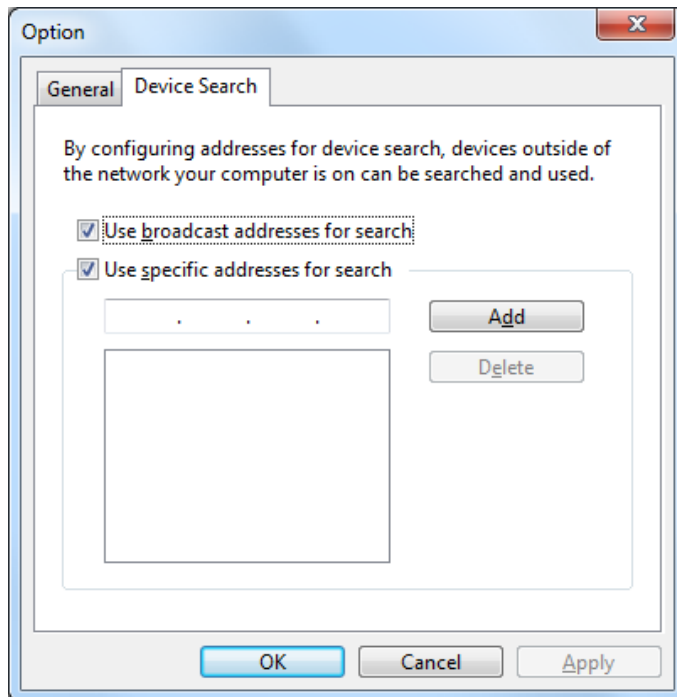 Option
General
Device Search
By configuring addresses for device search, devices outside of
the network your computer is on can be searched and used.
Use broadcast addresses for search
Use specific addresses for search
. . .
Add
Delete
OK
Cancel
Apply